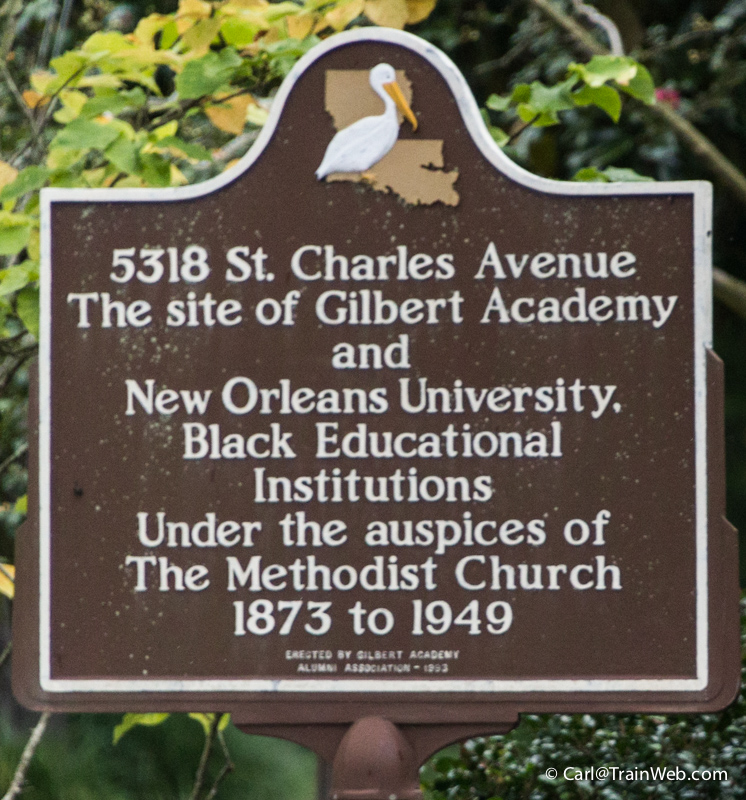 5318 St. Charles Avenue
The site of Gilbert Academy
and
New Orleans University,
Black Educational
Institutions
Under the auspices of
The Methodist Church
1873 to 1949
ERECTED BY GILBERT ACADEMY
ALUMNI ASSOCIATION - 1993
© Carl@TrainWeb.com